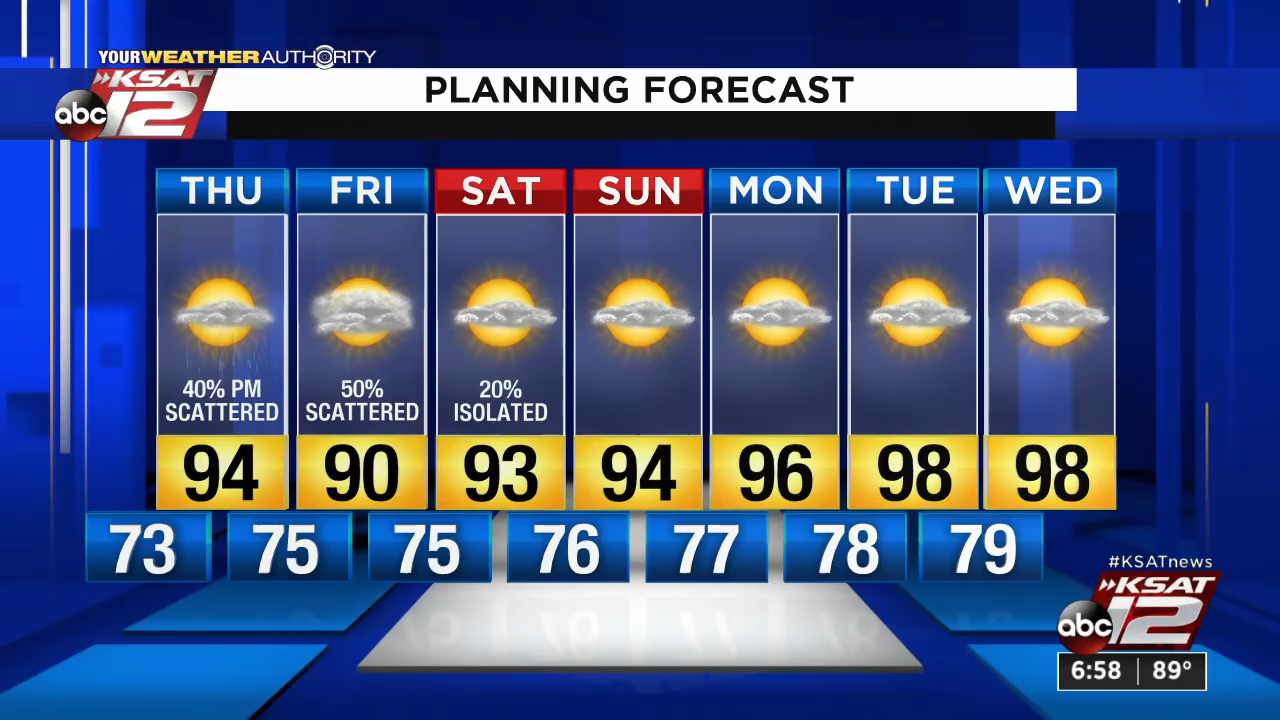 YOURWEATHERAUTHORITY
KSAT
abc 12
PLANNING FORECAST
THU FRI SAT SUN MON TUE WED
40% PM 50% 20%
SCATTERED SCATTERED ISOLATED
94 90 93 94 96 98 98
73 75 75 76 77 78 79
#KSATnews
KSAT
abc 12
6:58 89°